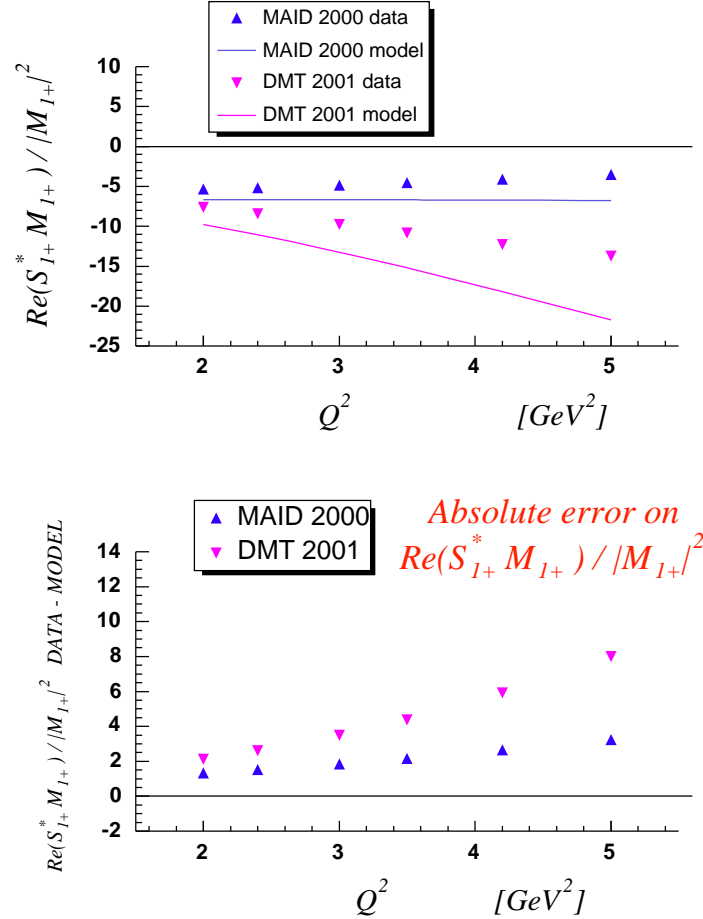 MAID 2000 data
MAID 2000 model
DMT 2001 data
DMT 2001 model
Re(S*1+ M1+ ) / |M1+|2
10
5
0
-5
-10
-15
-20
-25
2 3 4 5
Q2 [GeV2]
MAID 2000
DMT 2001
Absolute error on
Re(S*1+ M1+ ) / |M1+|2
Re(S*1+ M1+ ) / |M1+|2 DATA - MODEL
14
12
10
8
6
4
2
0
-2
2 3 4 5
Q2 [GeV2]